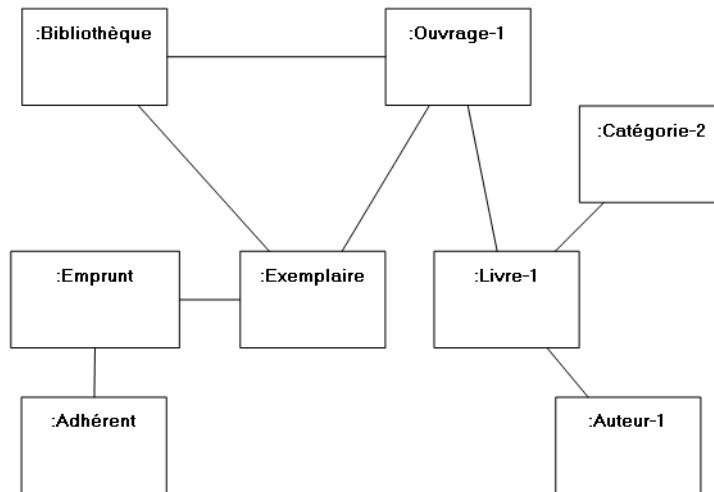 :Bibliothèque
:Ouvrage-1
:Catégorie-2
:Emprunt
:Exemplaire
:Livre-1
:Adhérent
:Auteur-1